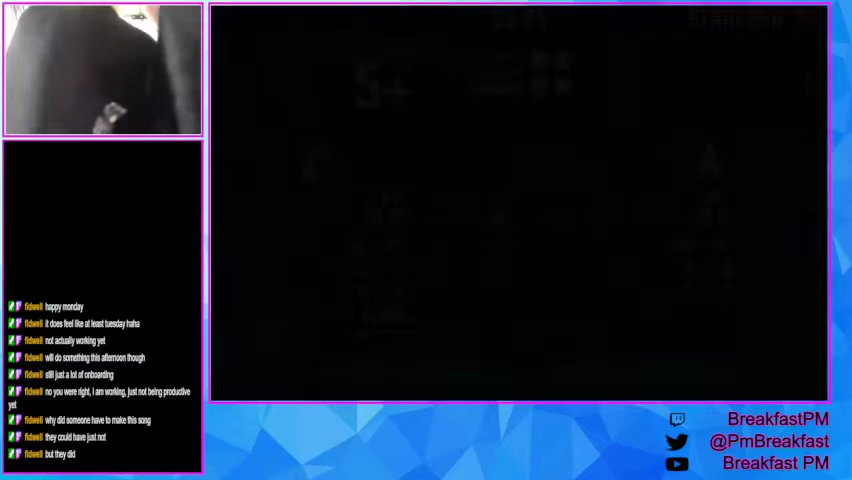 fidwell happy monday
fidwell it does feel like at least tuesday haha
fidwell not actually working yet
fidwell will do something this afternoon though
fidwell still just a lot of onboarding
fidwell no you were right, I am working, just not being productive
yet
fidwell why did someone have to make this song
fidwell they could have just not
fidwell but they did
BreakfastPM
@PmBreakfast
Breakfast PM